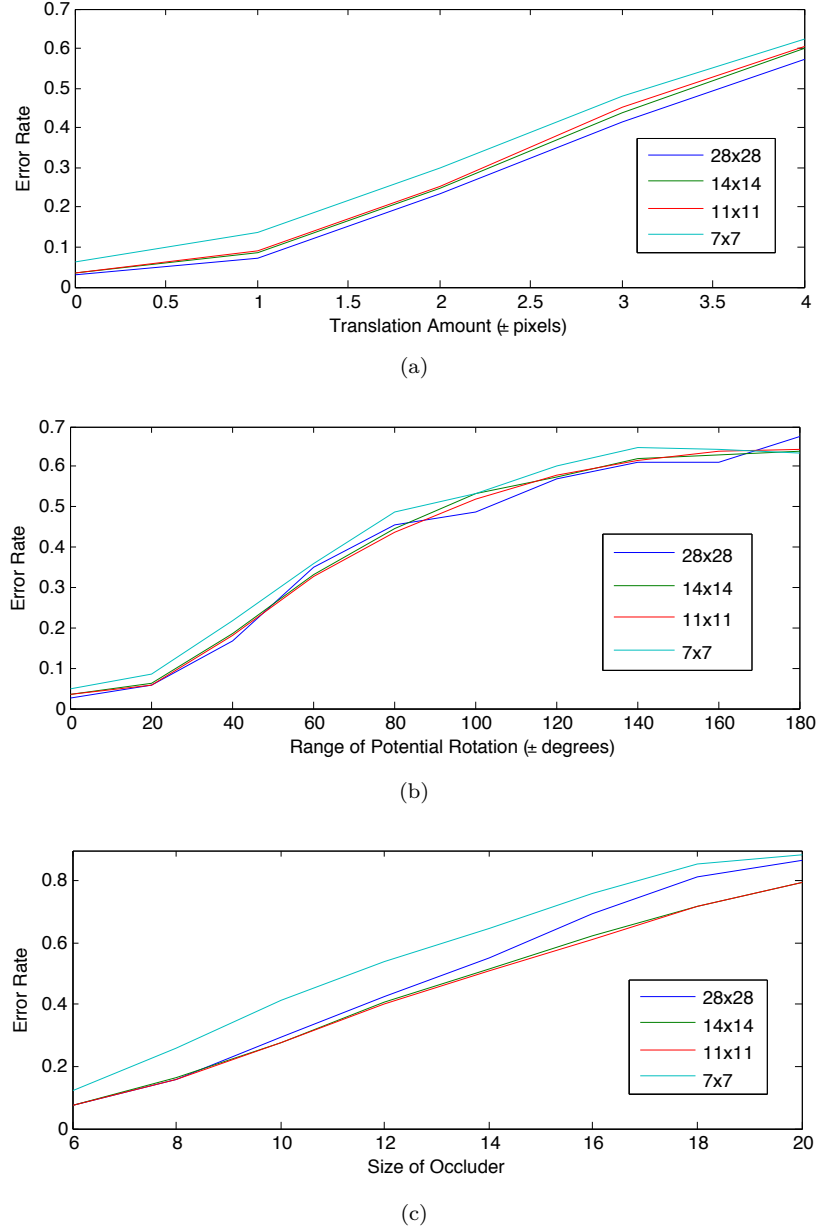 0.7
0.6
0.5
0.4
0.3
0.2
0.1
0
Error Rate
28x28
14x14
11x11
7x7
0 0.5 1 1.5 2 2.5 3 3.5 4
Translation Amount (± pixels)
(a)
0.7
0.6
0.5
0.4
0.3
0.2
0.1
0
Error Rate
28x28
14x14
11x11
7x7
0 20 40 60 80 100 120 140 160 180
Range of Potential Rotation (± degrees)
(b)
0.8
0.6
0.4
0.2
0
Error Rate
28x28
14x14
11x11
7x7
6 8 10 12 14 16 18 20
Size of Occluder
(c)